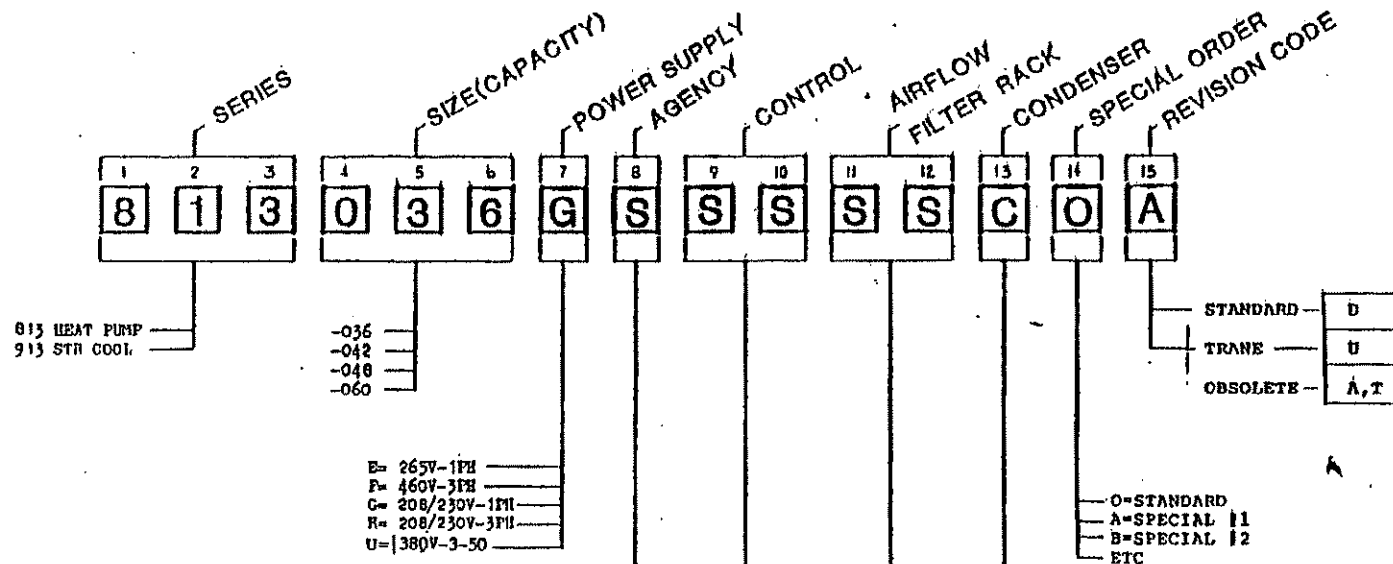 SERIES
SIZE(CAPACITY)
POWER SUPPLY
AGENCY
CONTROL
AIRFLOW
FILTER RACK
CONDENSER
SPECIAL ORDER
REVISION CODE
1 2 3 4 5 6 7 8 9 10 11 12 13 14 15
8 1 3 0 3 6 G S S S S S C O A
813 HEAT PUMP
913 STR COOL
-036
-042
-048
-060
E= 265V-1PH
F= 460V-3PH
G= 208/230V-1PH
H= 208/230V-3PH
U= 380V-3-50
STANDARD D
TRANE U
OBSOLETE A,T
O=STANDARD
A=SPECIAL #1
B=SPECIAL #2
ETC